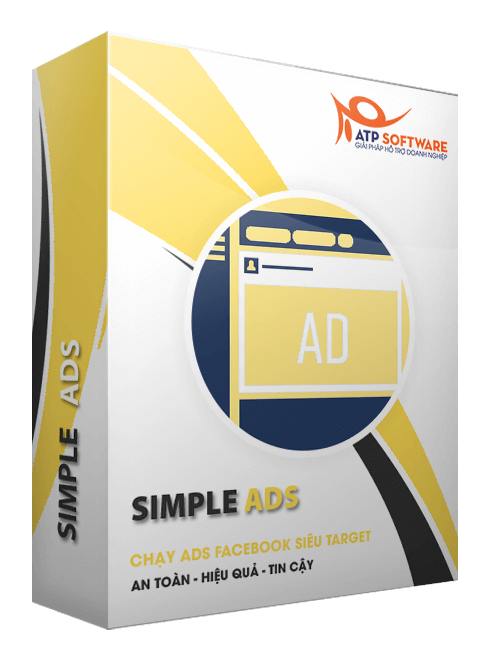 ATP SOFTWARE
GIẢI PHÁP HỖ TRỢ DOANH NGHIỆP
AD
SIMPLE ADS
SIMPLE ADS
CHẠY ADS FACEBOOK SIÊU TARGET
AN TOÀN - HIỆU QUẢ - TIN CẬY